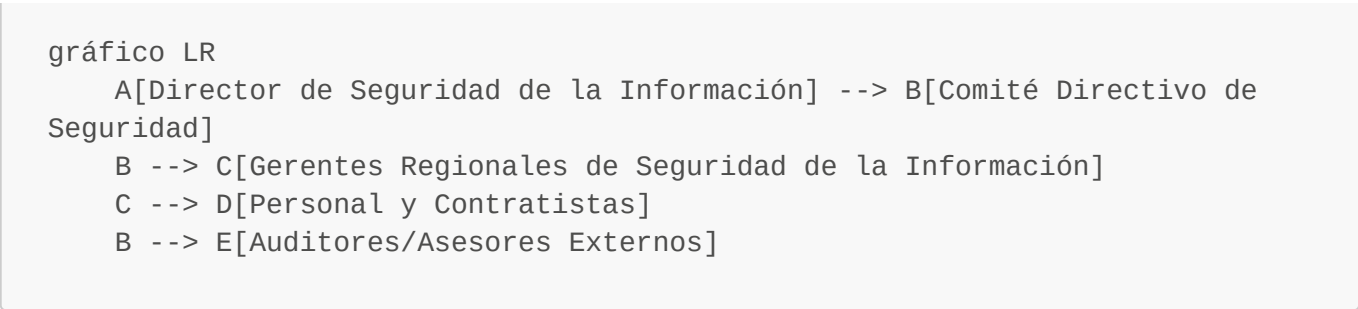 gráfico LR
    A[Director de Seguridad de la Información] --> B[Comité Directivo de
Seguridad]
    B --> C[Gerentes Regionales de Seguridad de la Información]
    C --> D[Personal y Contratistas]
    B --> E[Auditores/Asesores Externos]